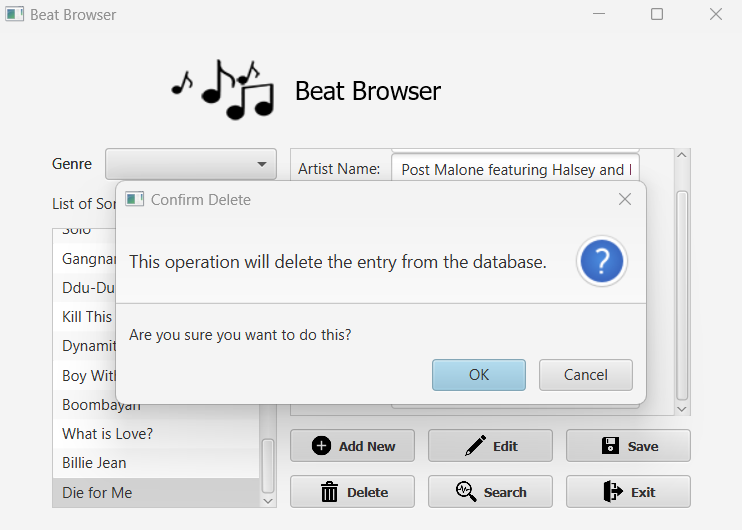 Beat Browser
Beat Browser
Genre
Artist Name: Post Malone featuring Halsey and
List of
Confirm Delete
Solo
This operation will delete the entry from the database.
?
Ddu-Du
Kill This
Are you sure you want to do this?
Dynamit
Boy With
OK Cancel
Boombayah
What is Love?
Billie Jean
Die for Me
Add New Edit Save
Delete Search Exit